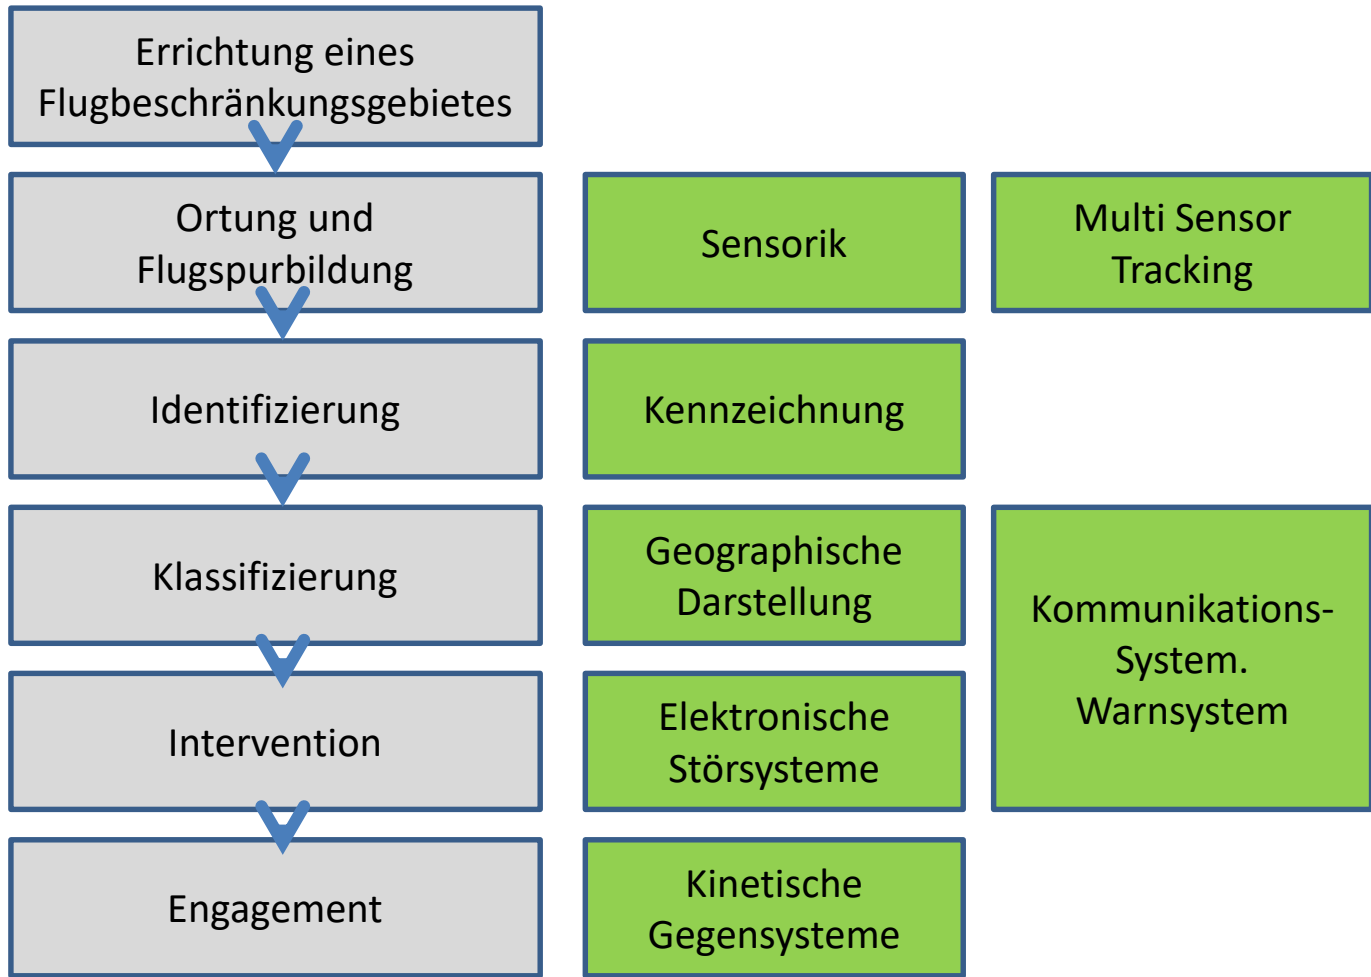 Errichtung eines
Flugbeschränkungsgebietes
Ortung und
Flugspurbildung
Sensorik
Multi Sensor
Tracking
Identifizierung
Kennzeichnung
Klassifizierung
Geographische
Darstellung
Kommunikations-
System.
Warnsystem
Intervention
Elektronische
Störsysteme
Engagement
Kinetische
Gegensysteme